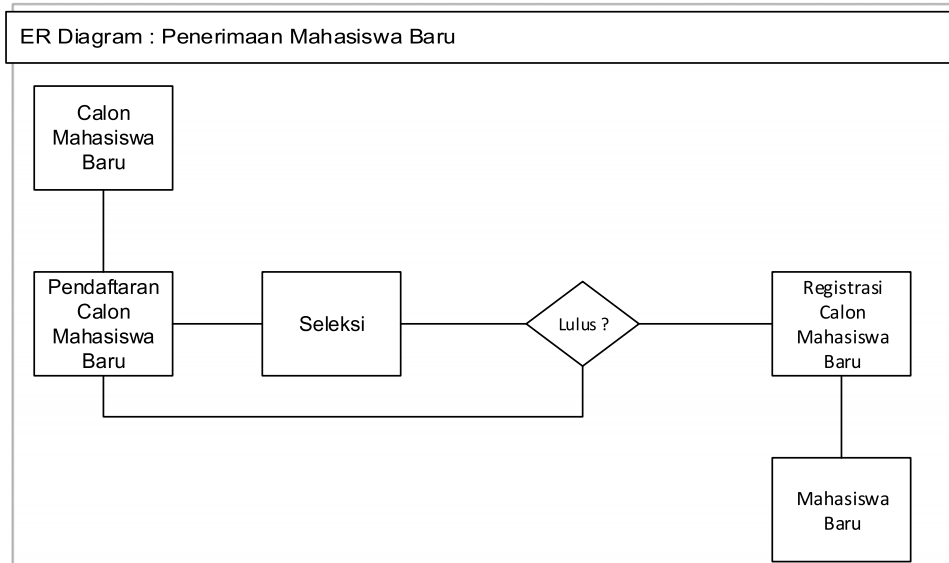 ER Diagram : Penerimaan Mahasiswa Baru
Calon
Mahasiswa
Baru
Pendaftaran
Calon
Mahasiswa
Baru
Seleksi
Lulus ?
Registrasi
Calon
Mahasiswa
Baru
Mahasiswa
Baru